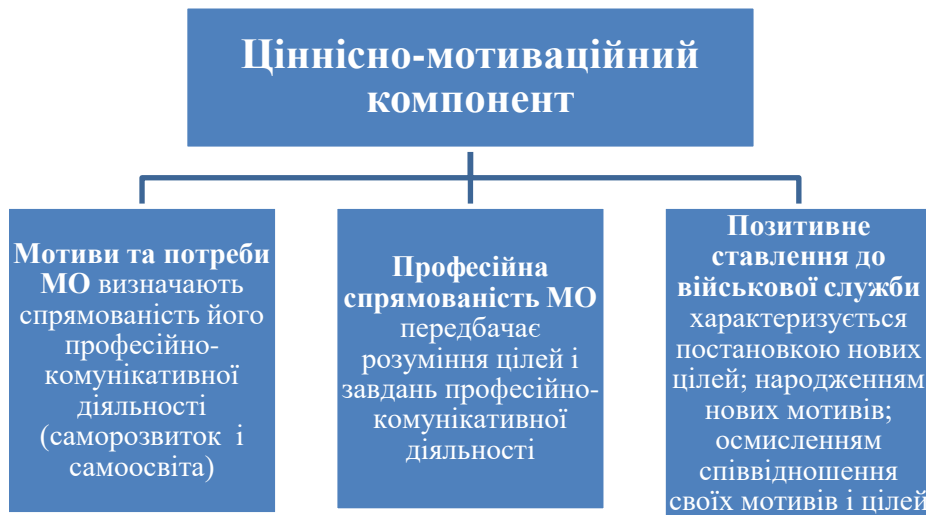 Ціннісно-мотиваційний
компонент
Мотиви та потреби
МО визначають
спрямованість його
професійно-
комунікативної
діяльності
(саморозвиток і
самоосвіта)
Професійна
спрямованість МО
передбачає
розуміння цілей і
завдань професійно-
комунікативної
діяльності
Позитивне
ставлення до
військової служби
характеризується
постановкою нових
цілей; народженням
нових мотивів;
осмисленням
співвідношення
своїх мотивів і цілей